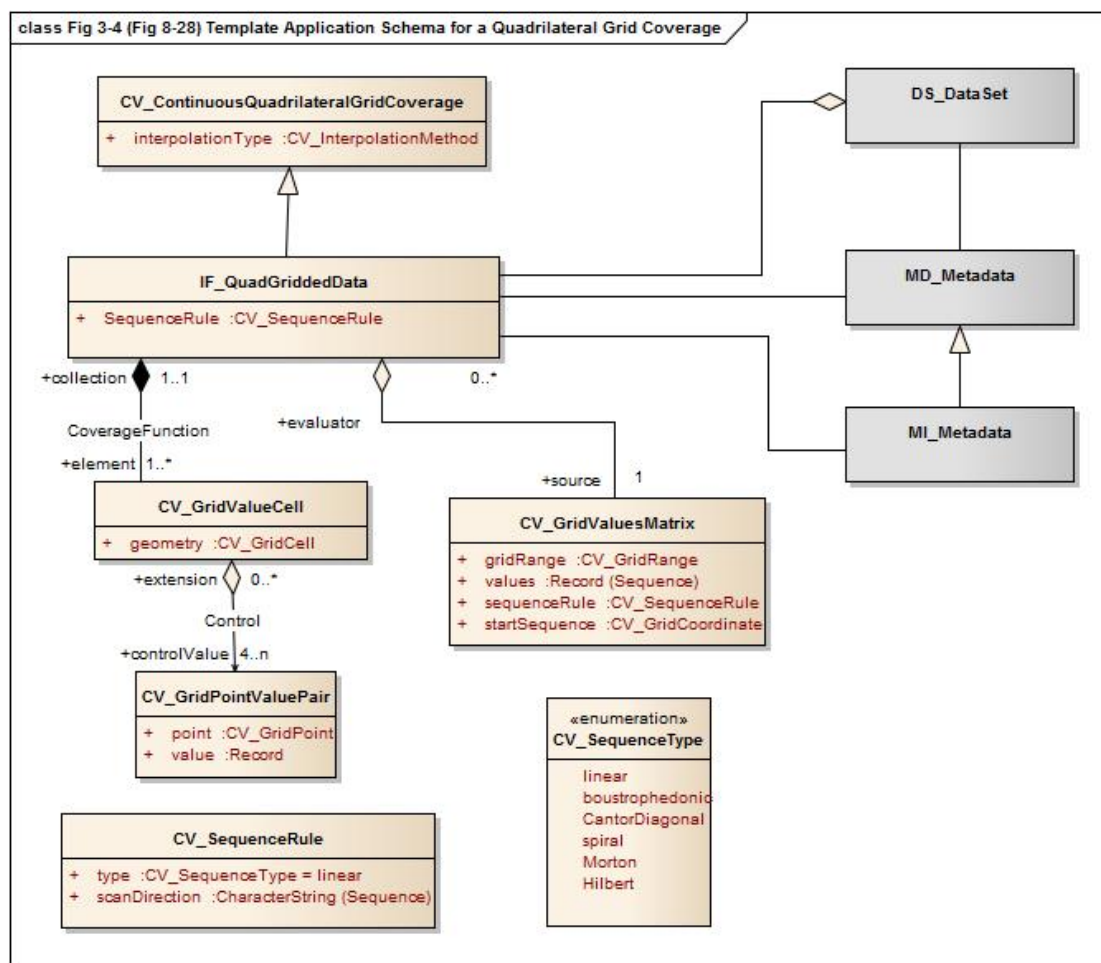 class Fig 3-4 (Fig 8-28) Template Application Schema for a Quadrilateral Grid Coverage
CV_ContinuousQuadrilateralGridCoverage
+ interpolationType :CV_InterpolationMethod
DS_DataSet
IF_QuadGriddedData
+ SequenceRule :CV_SequenceRule
MD_Metadata
MI_Metadata
+collection 1..1
CoverageFunction
+element 1..*
0..*
+evaluator
+source 1
CV_GridValueCell
+ geometry :CV_GridCell
+extension 0..*
Control
+controlValue 4..n
CV_GridValuesMatrix
+ gridRange :CV_GridRange
+ values :Record (Sequence)
+ sequenceRule :CV_SequenceRule
+ startSequence :CV_GridCoordinate
CV_GridPointValuePair
+ point :CV_GridPoint
+ value :Record
«enumeration»
CV_SequenceType
linear
boustrophedonic
CantorDiagonal
spiral
Morton
Hilbert
CV_SequenceRule
+ type :CV_SequenceType = linear
+ scanDirection :CharacterString (Sequence)